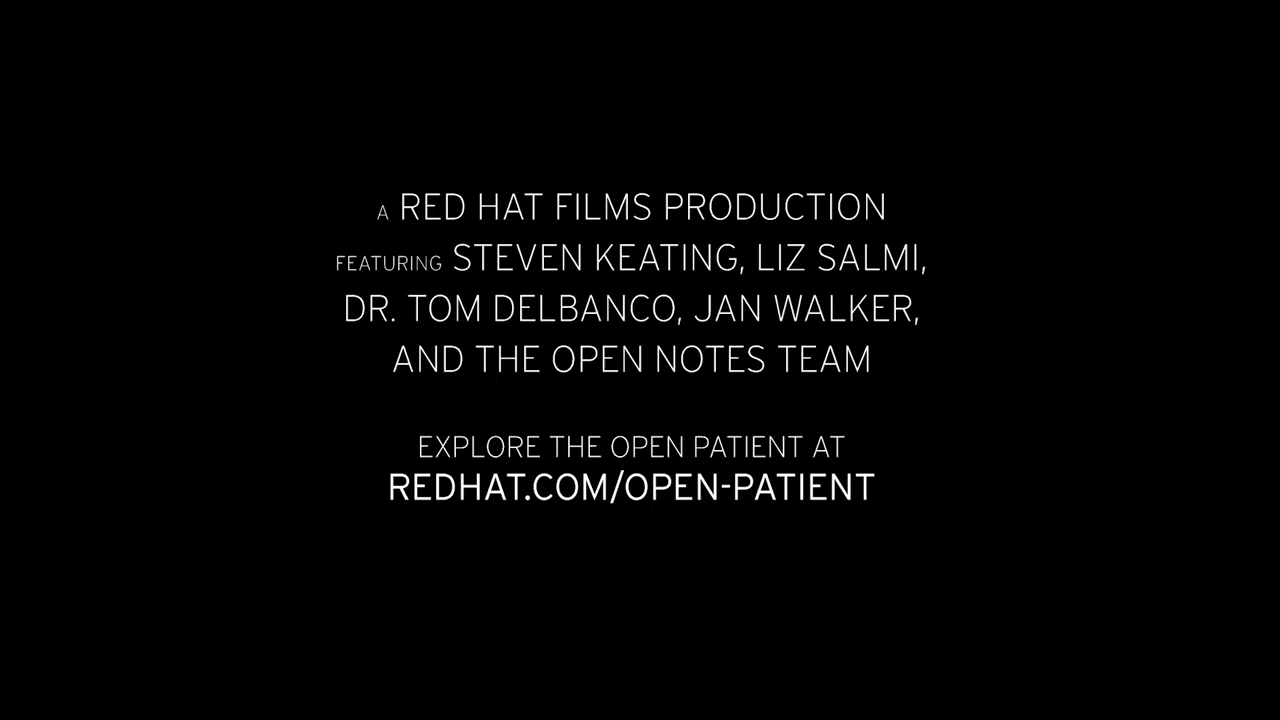 A RED HAT FILMS PRODUCTION
FEATURING STEVEN KEATING, LIZ SALMI,
DR. TOM DELBANCO, JAN WALKER,
AND THE OPEN NOTES TEAM
EXPLORE THE OPEN PATIENT AT
REDHAT.COM/OPEN-PATIENT